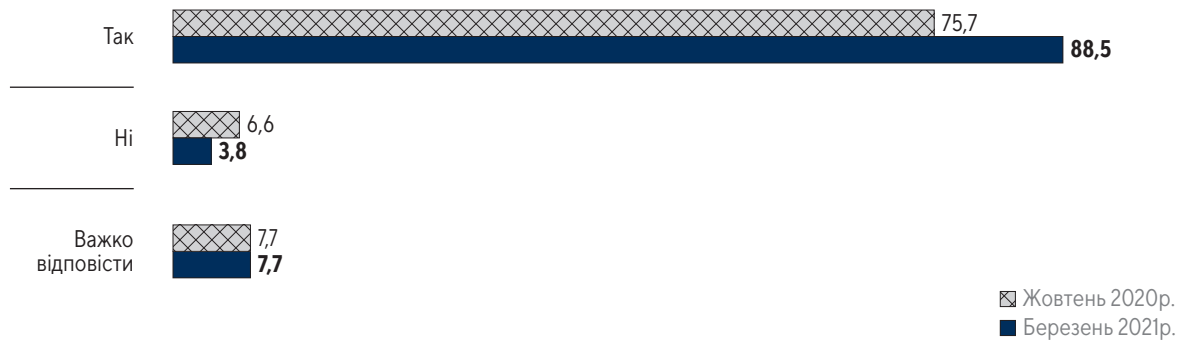 Так
75,7
88,5
Ні
6,6
3,8
Важко
відповісти
7,7
7,7
Жовтень 2020р.
Березень 2021р.